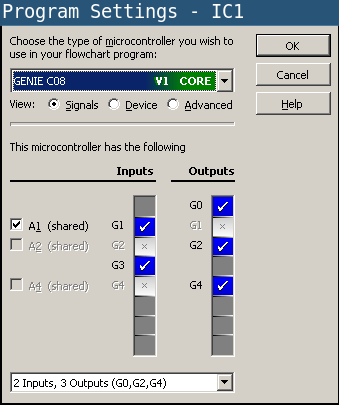 Program Settings - IC1
Choose the type of microcontroller you wish to
use in your flowchart program:
OK
GENIE C08 V1 CORE
Cancel
View: Signals Device Advanced
Help
This microcontroller has the following
Inputs Outputs
G0
A1 (shared) G1 G1
A2 (shared) G2 G2
G3
A4 (shared) G4 G4
2 Inputs, 3 Outputs (G0,G2,G4)